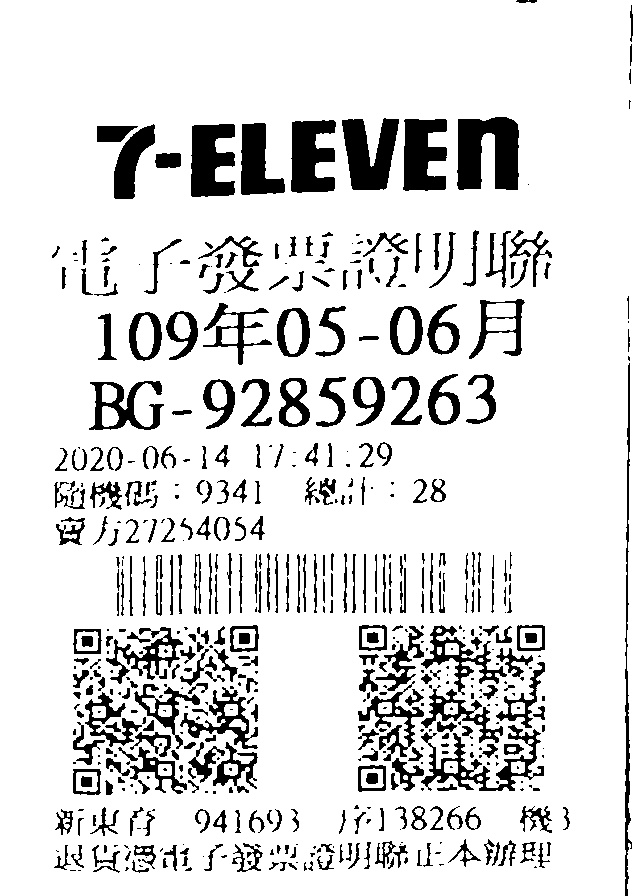 7-ELEVEN
電子發票證明聯
109年05-06月
BG-92859263
2020-06-14 17:41:29
隨機碼：9341 總計：28
賣方27254054
新東育 941693 序138266 機3
退貨憑電子發票證明聯正本辦理